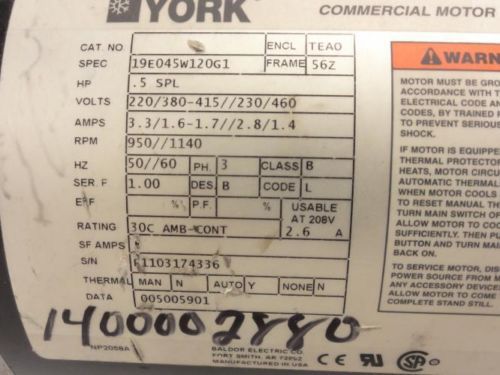 YORK®
COMMERCIAL MOTOR
CAT. NO. ENCL TEAO
SPEC 19E045W120G1 FRAME 56Z
HP .5 SPL
VOLTS 220/380-415//230/460
AMPS 3.3/1.6-1.7//2.8/1.4
RPM 950//1140
HZ 50//60 PH 3 CLASS B
SER.F 1.00 DES. B CODE L
EFF % P.F. %
USABLE AT 208V 2.6 A
RATING 30C AMB-CONT
SF AMPS
S/N F1103174336
THERMAL MAN N AUTO Y NONE N
DATA 005005901
1400002880
NP2058A
BALDOR ELECTRIC CO.
FORT SMITH, AR 72902
MANUFACTURED IN USA
CE
WARN
MOTOR MUST BE GRO
ACCORDANCE WITH T
ELECTRICAL CODE AN
CODES, BY TRAINED P
TO PREVENT SERIOUS
SHOCK.
IF MOTOR IS EQUIPPE
THERMAL PROTECTOR
HEATS, MOTOR CIRCU
AUTOMATIC THERMAL
WHEN MOTOR COOLS
TO RESET MANUAL TH
TURN MAIN SWITCH OF
ALLOW MOTOR TO COO
SUFFICIENTLY. THEN PU
BUTTON AND TURN MAI
BACK ON.
TO SERVICE MOTOR, O
ANY ACCESSORY DEVICE
ALLOW MOTOR TO COME
COMPLETE STAND STILL.